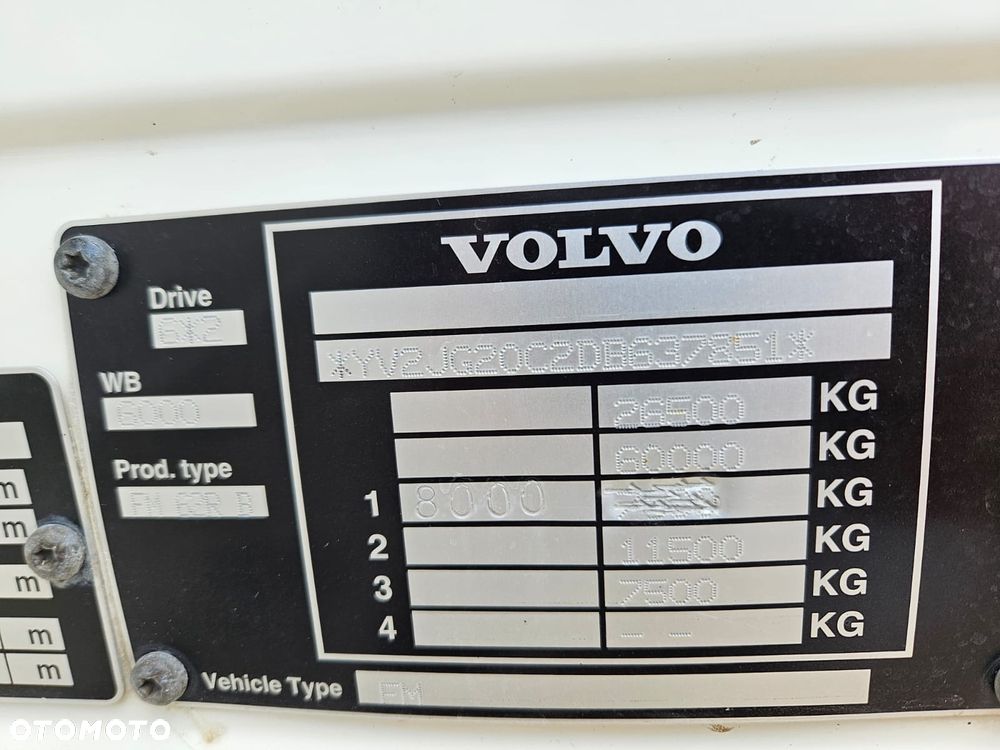 VOLVO
Drive
6X2
*YV2JG20C2DB637851*
WB
6000
26500 KG
60000 KG
Prod. type
FM 62R B
1 8000 KG
2 11500 KG
3 7500 KG
4 - - KG
Vehicle Type FM
m
m
m
m
m
OTOMOTO